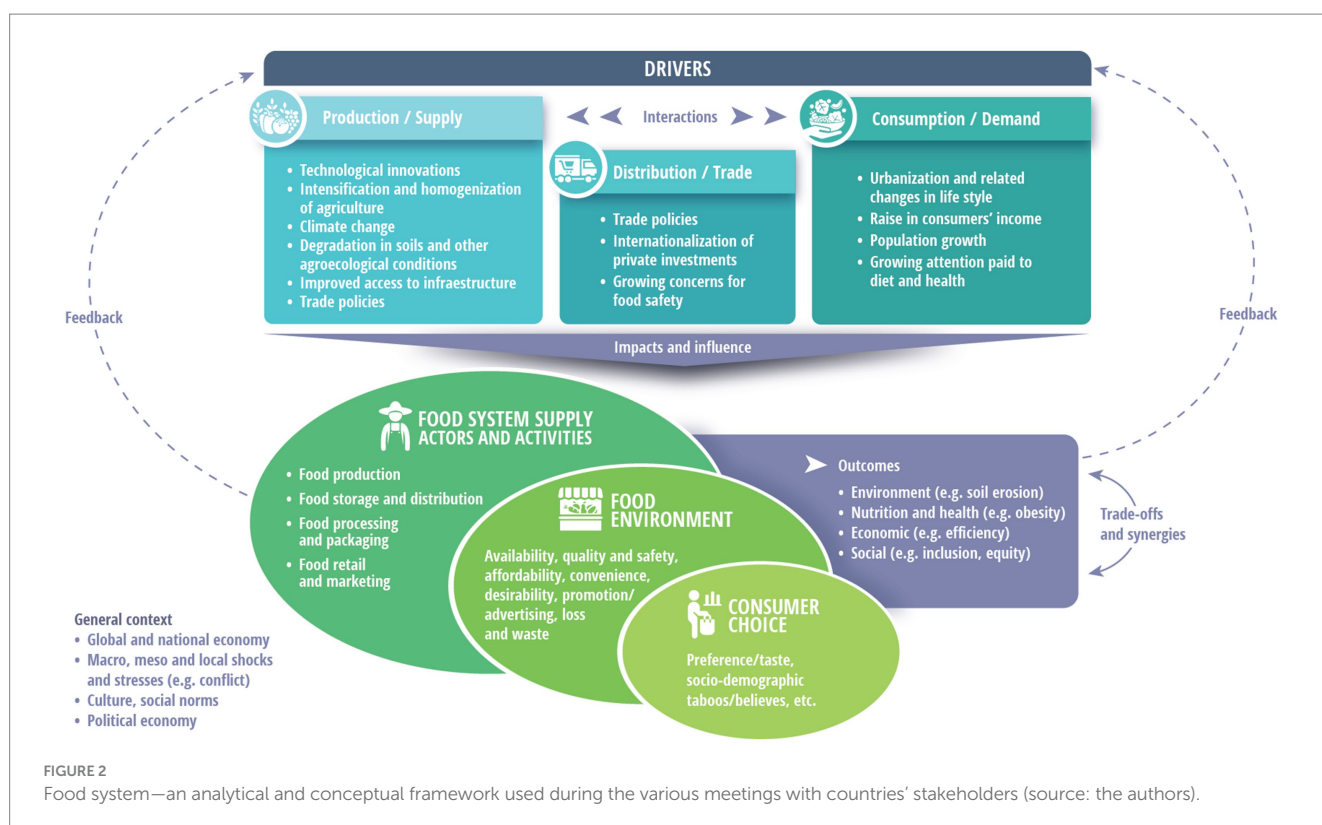 DRIVERS
Production / Supply
• Technological innovations
• Intensification and homogenization
of agriculture
• Climate change
• Degradation in soils and other
agroecological conditions
• Improved access to infraestructure
• Trade policies
Interactions
Distribution / Trade
• Trade policies
• Internationalization of
private investments
• Growing concerns for
food safety
Consumption / Demand
• Urbanization and related
changes in life style
• Raise in consumers' income
• Population growth
• Growing attention paid to
diet and health
Feedback
Feedback
Impacts and influence
FOOD SYSTEM SUPPLY
ACTORS AND ACTIVITIES
• Food production
• Food storage and distribution
• Food processing
and packaging
• Food retail
and marketing
FOOD
ENVIRONMENT
Availability, quality and safety,
affordability, convenience,
desirability, promotion/
advertising, loss
and waste
CONSUMER
CHOICE
Preference/taste,
socio-demographic
taboos/believes, etc.
Outcomes
• Environment (e.g. soil erosion)
• Nutrition and health (e.g. obesity)
• Economic (e.g. efficiency)
• Social (e.g. inclusion, equity)
Trade-offs
and synergies
General context
• Global and national economy
• Macro, meso and local shocks
and stresses (e.g. conflict)
• Culture, social norms
• Political economy
FIGURE 2
Food system—an analytical and conceptual framework used during the various meetings with countries' stakeholders (source: the authors).